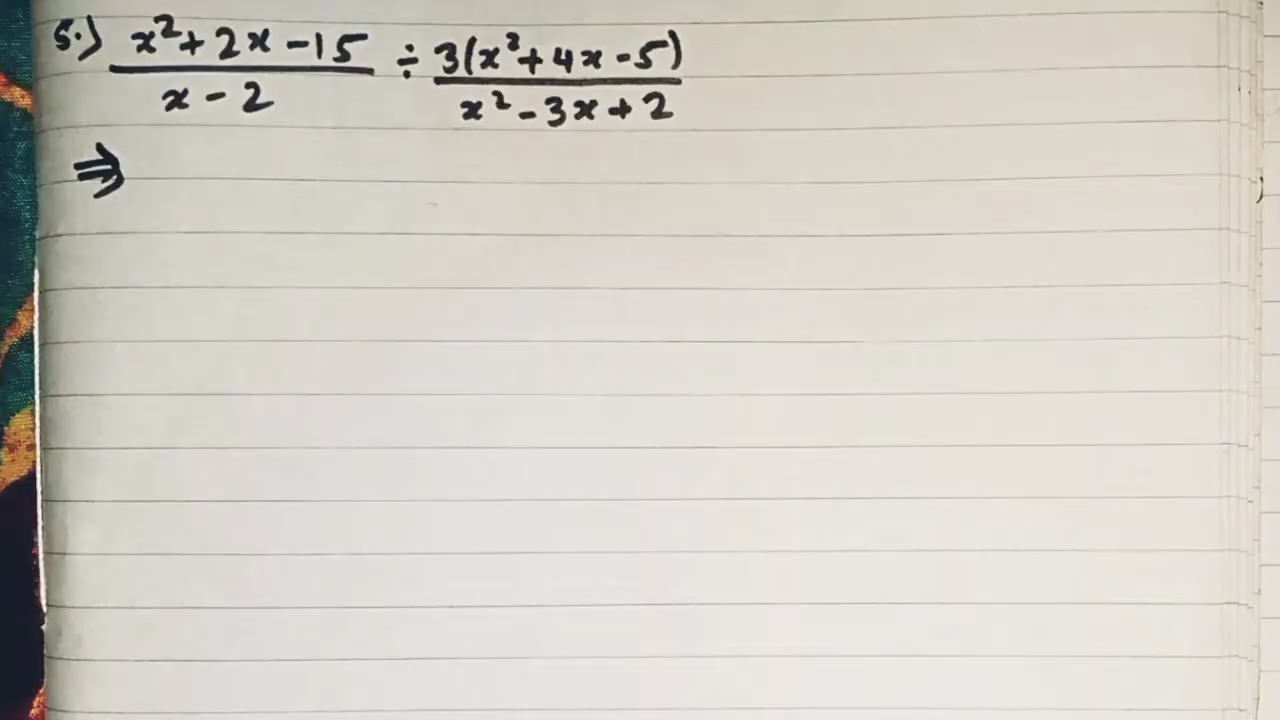 5.) x²+2x-15 / x-2 ÷ 3(x²+4x-5) / x²-3x+2
⇒